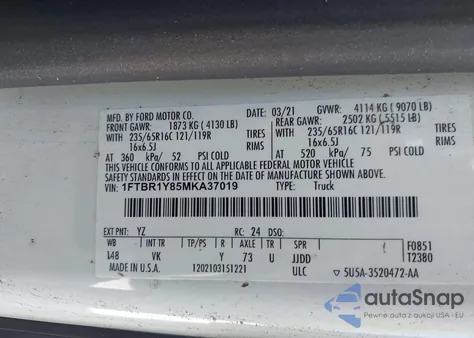 MFD. BY FORD MOTOR CO. 03/21 GVWR: 4114 KG ( 9070 LB)
FRONT GAWR: 1873 KG ( 4130 LB) REAR GAWR: 2502 KG ( 5515 LB)
235/65R16C 121/119R TIRES 235/65R16C 121/119R TIRES
16x6.5J RIMS 16x6.5J RIMS
AT 360 kPa/ 52 PSI COLD AT 520 kPa/ 75 PSI COLD
THIS VEHICLE CONFORMS TO ALL APPLICABLE FEDERAL MOTOR VEHICLE
SAFETY STANDARDS IN EFFECT ON THE DATE OF MANUFACTURE SHOWN ABOVE.
VIN: 1FTBR1Y85MKA37019 TYPE: Truck
EXT PNT: YZ RC: 24 DSO:
WB INT TR TP/PS R AXLE TR SPR F0851
148 VK Y 73 U JJDD T2380
MADE IN U.S.A. 1202103151221 ULC 5U5A-3520472-AA
autoSnap
Vehicle Auction History